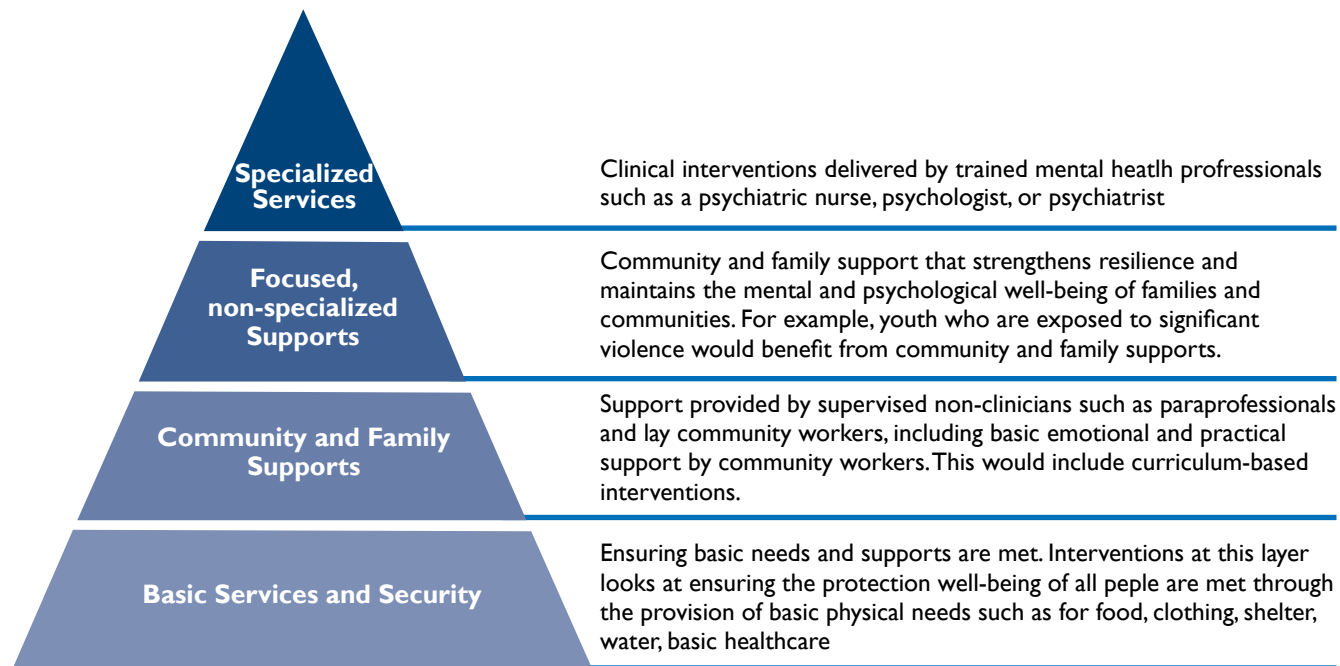 Specialized
Services
Clinical interventions delivered by trained mental heatlh profressionals
such as a psychiatric nurse, psychologist, or psychiatrist
Focused,
non-specialized
Supports
Community and family support that strengthens resilience and
maintains the mental and psychological well-being of families and
communities. For example, youth who are exposed to significant
violence would benefit from community and family supports.
Community and Family
Supports
Support provided by supervised non-clinicians such as paraprofessionals
and lay community workers, including basic emotional and practical
support by community workers. This would include curriculum-based
interventions.
Basic Services and Security
Ensuring basic needs and supports are met. Interventions at this layer
looks at ensuring the protection well-being of all peple are met through
the provision of basic physical needs such as for food, clothing, shelter,
water, basic healthcare